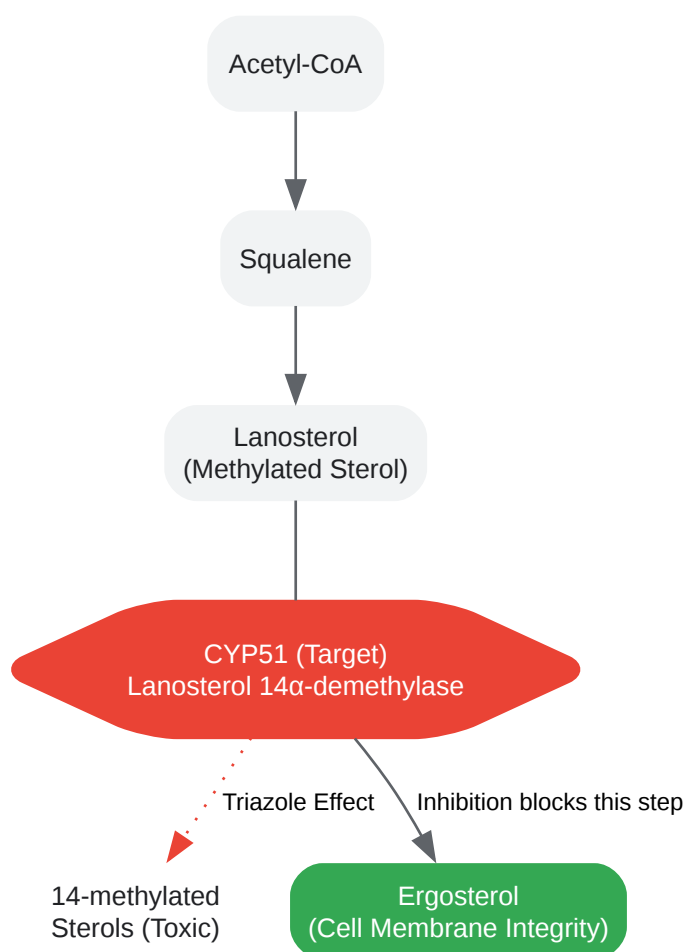 Acetyl-CoA
Squalene
Lanosterol
(Methylated Sterol)
CYP51 (Target)
Lanosterol 14α-demethylase
Triazole Effect
Inhibition blocks this step
14-methylated
Sterols (Toxic)
Ergosterol
(Cell Membrane Integrity)